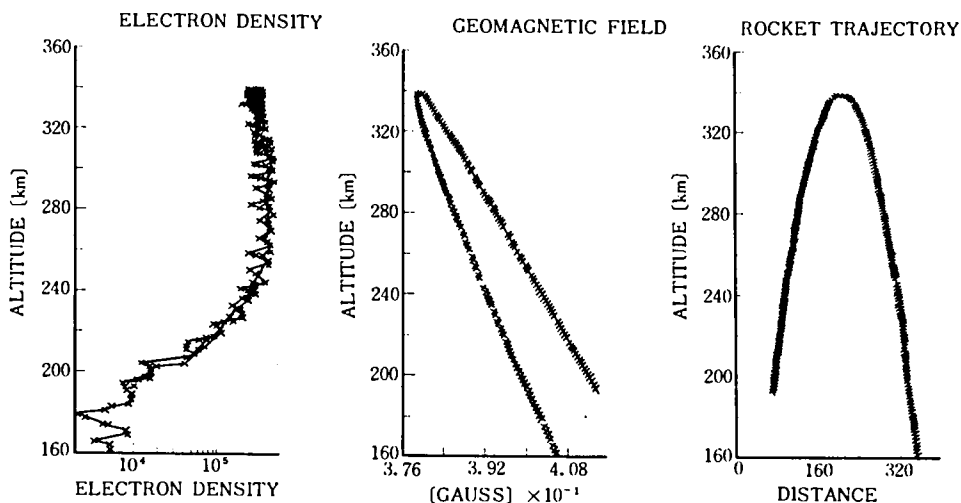 ELECTRON DENSITY
360
320
280
240
200
160
ALTITUDE [km]
10⁴ 10⁵
ELECTRON DENSITY
GEOMAGNETIC FIELD
360
320
280
240
200
160
ALTITUDE [km]
3.76 3.92 4.08
[GAUSS] ×10⁻¹
ROCKET TRAJECTORY
360
320
280
240
200
160
ALTITUDE [km]
0 160 320
DISTANCE